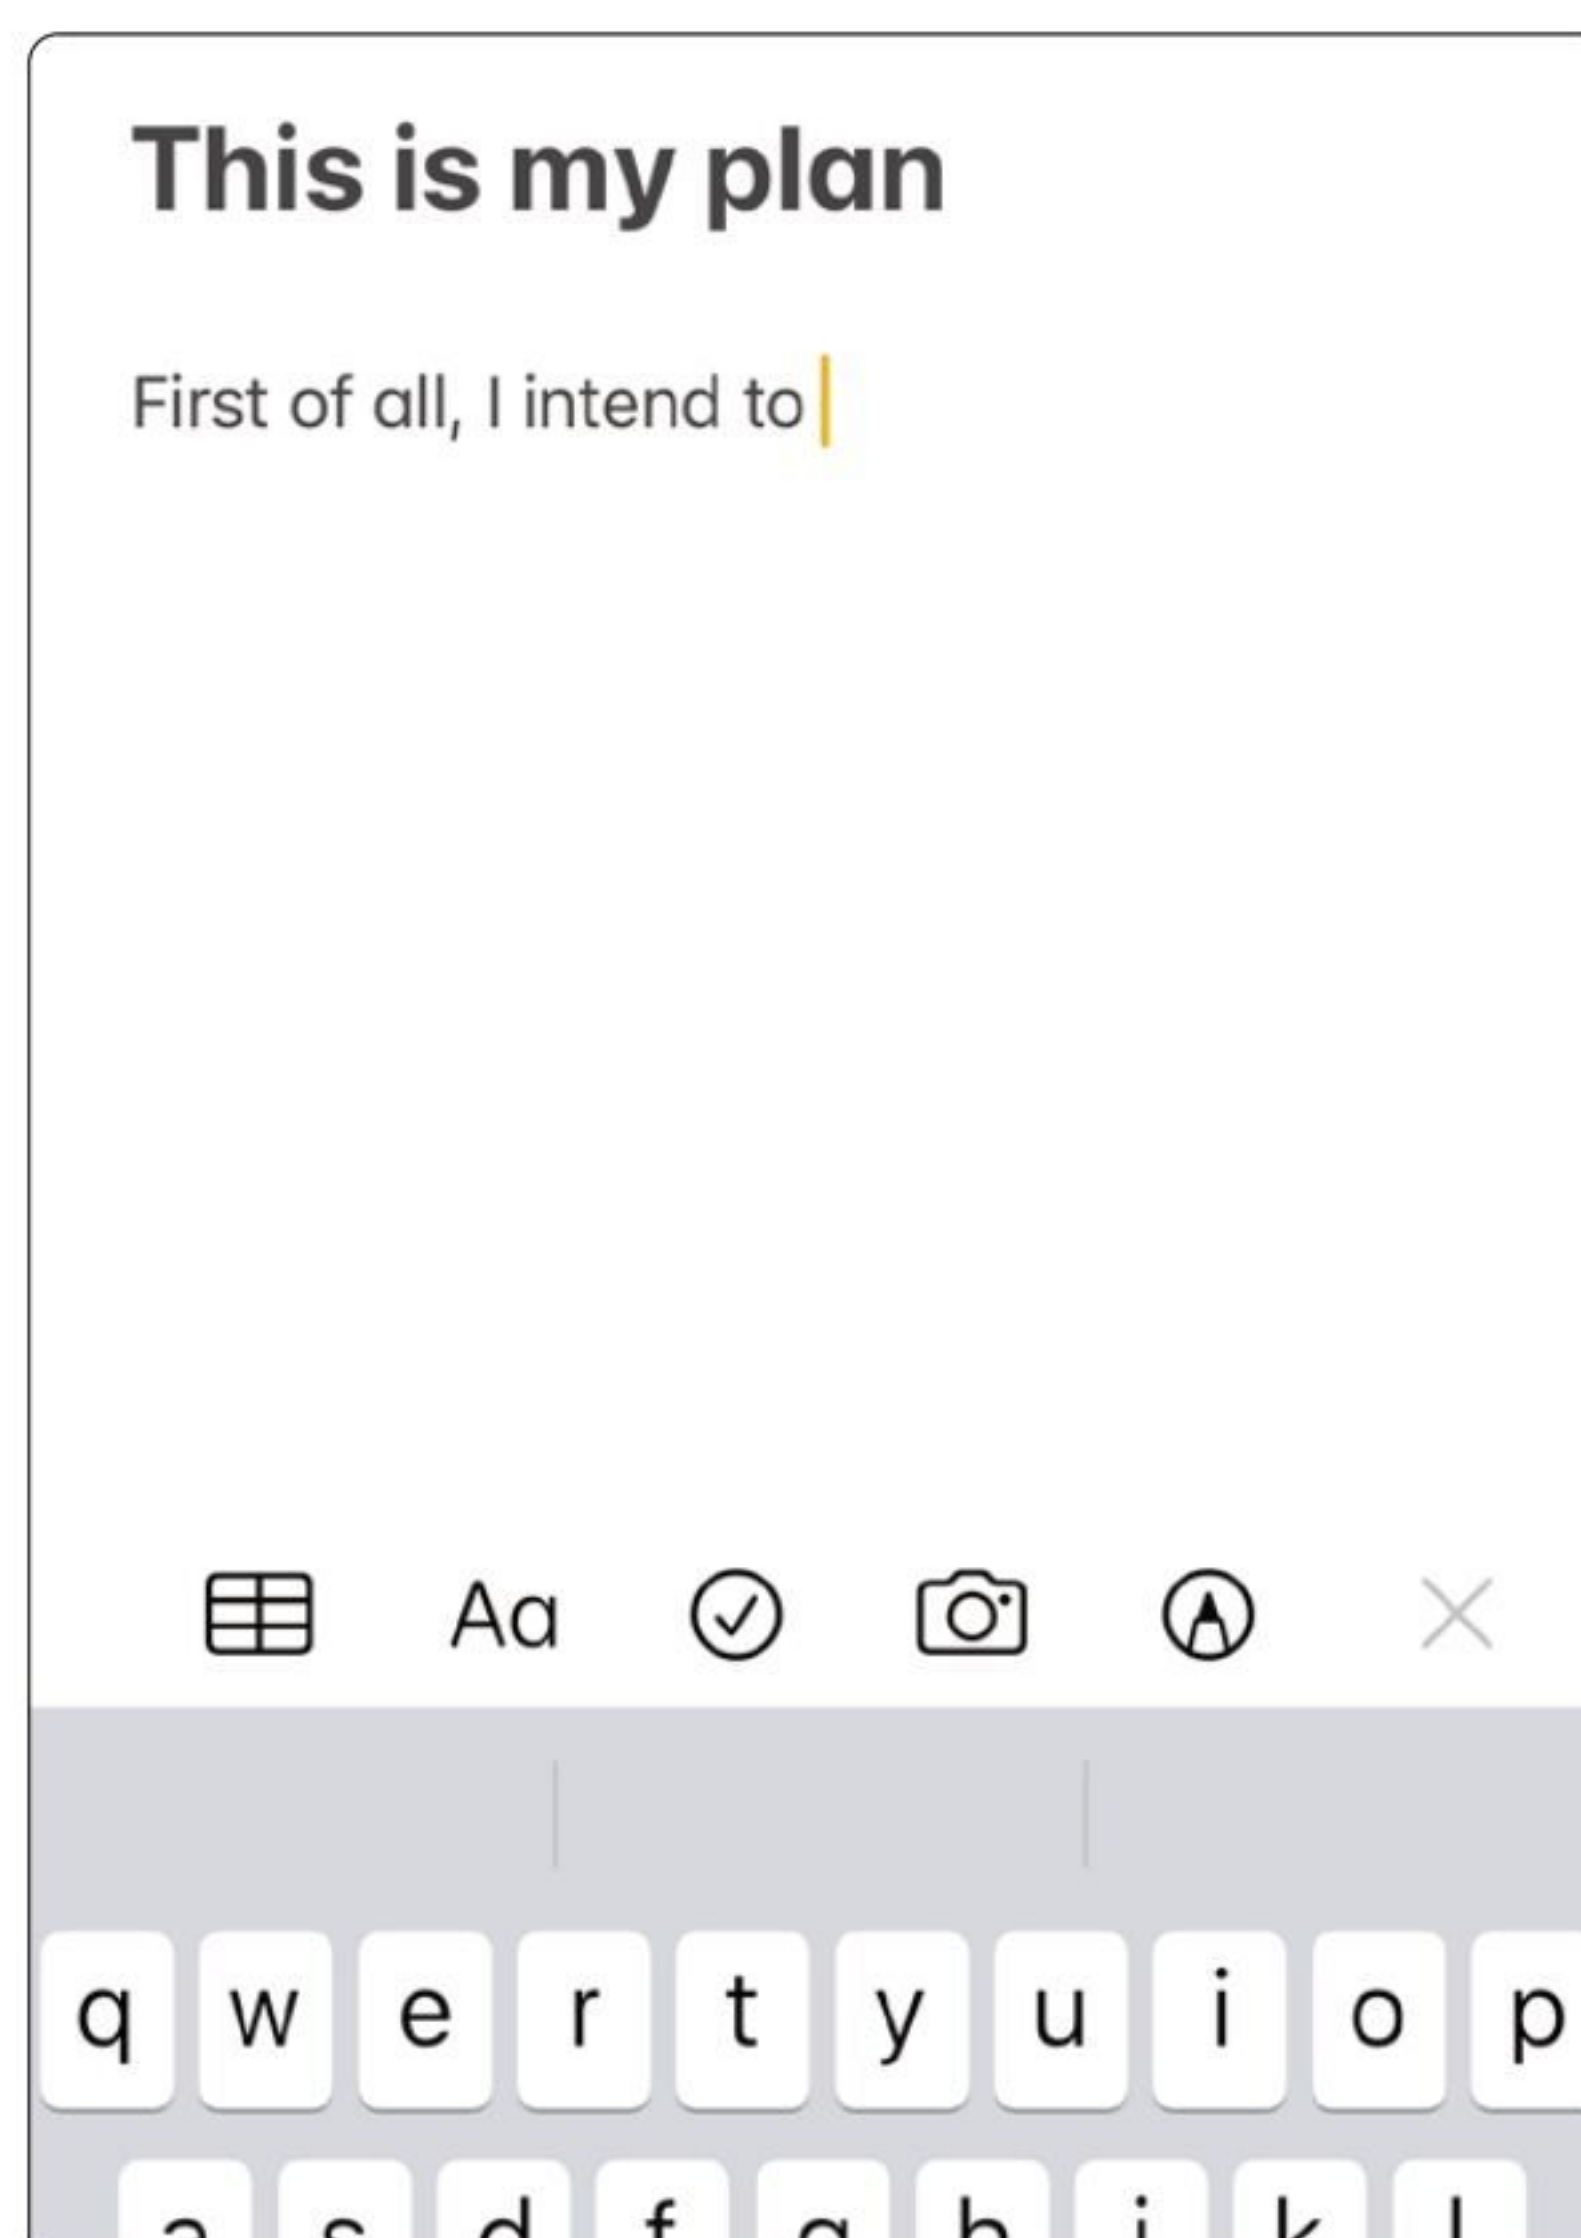 This is my plan
First of all, I intend to
Aa
q w e r t y u i o p
a s d f g h j k l